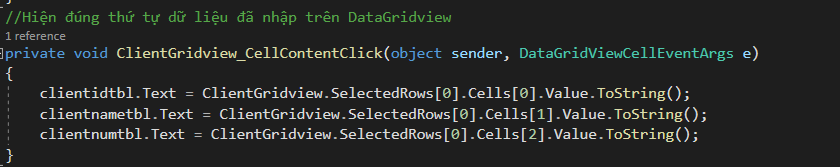 //Hiện đúng thứ tự dữ liệu đã nhập trên DataGridview
1 reference
private void ClientGridview_CellContentClick(object sender, DataGridViewCellEventArgs e)
{
clientidtbl.Text = ClientGridview.SelectedRows[0].Cells[0].Value.ToString();
clientnametbl.Text = ClientGridview.SelectedRows[0].Cells[1].Value.ToString();
clientnumtbl.Text = ClientGridview.SelectedRows[0].Cells[2].Value.ToString();
}